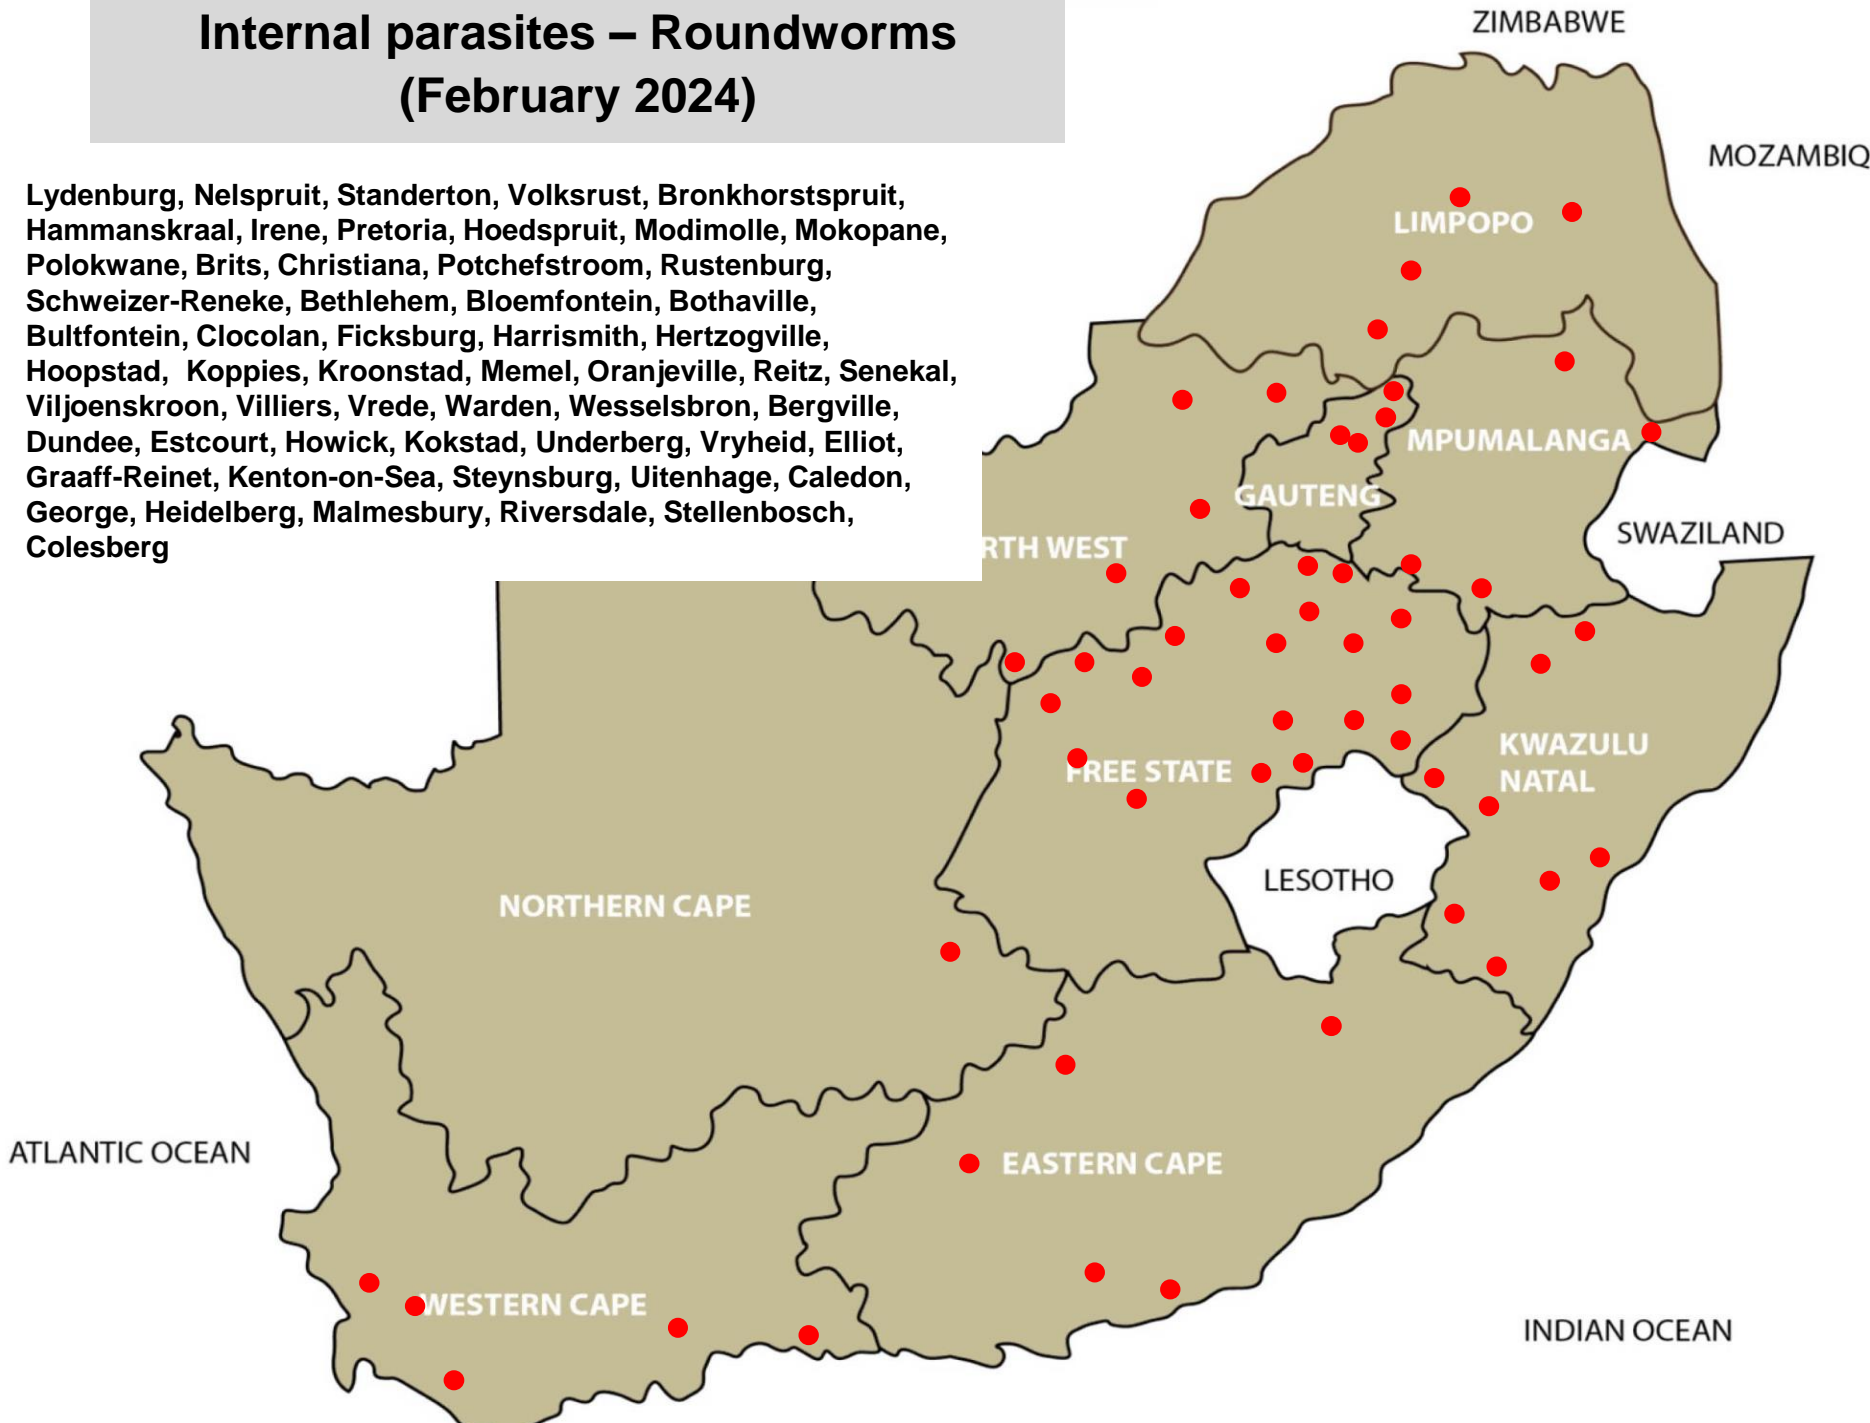 Internal parasites – Roundworms
(February 2024)
Lydenburg, Nelspruit, Standerton, Volksrust, Bronkhorstspruit,
Hammanskraal, Irene, Pretoria, Hoedspruit, Modimolle, Mokopane,
Polokwane, Brits, Christiana, Potchefstroom, Rustenburg,
Schweizer-Reneke, Bethlehem, Bloemfontein, Bothaville,
Bultfontein, Clocolan, Ficksburg, Harrismith, Hertzogville,
Hoopstad, Koppies, Kroonstad, Memel, Oranjeville, Reitz, Senekal,
Viljoenskroon, Villiers, Vrede, Warden, Wesselsbron, Bergville,
Dundee, Estcourt, Howick, Kokstad, Underberg, Vryheid, Elliot,
Graaff-Reinet, Kenton-on-Sea, Steynsburg, Uitenhage, Caledon,
George, Heidelberg, Malmesbury, Riversdale, Stellenbosch,
Colesberg
ZIMBABWE
MOZAMBIQ
LIMPOPO
MPUMALANGA
GAUTENG
SWAZILAND
RTH WEST
KWAZULU
NATAL
FREE STATE
LESOTHO
NORTHERN CAPE
ATLANTIC OCEAN
EASTERN CAPE
WESTERN CAPE
INDIAN OCEAN